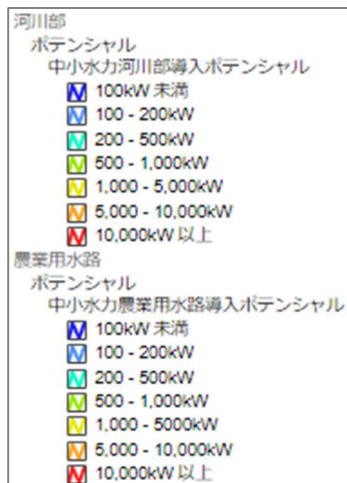 河川部
ポテンシャル
中小水力河川部導入ポテンシャル
100kW 未満
100 - 200kW
200 - 500kW
500 - 1,000kW
1,000 - 5,000kW
5,000 - 10,000kW
10,000kW 以上
農業用水路
ポテンシャル
中小水力農業用水路導入ポテンシャル
100kW 未満
100 - 200kW
200 - 500kW
500 - 1,000kW
1,000 - 5000kW
5,000 - 10,000kW
10,000kW 以上